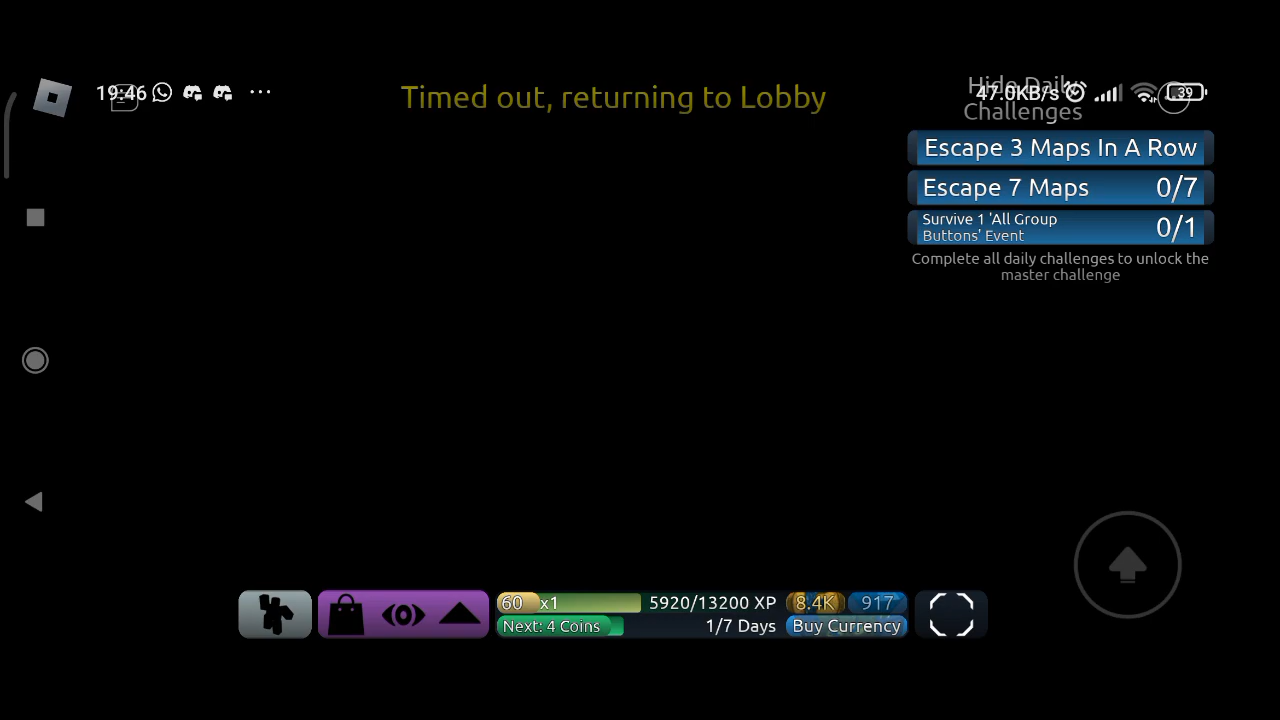 19:46
47.0KB/s
39
Timed out, returning to Lobby
Hide Daily
Challenges
Escape 3 Maps In A Row
Escape 7 Maps 0/7
Survive 1 'All Group
Buttons' Event
0/1
Complete all daily challenges to unlock the
master challenge
60 x1 5920/13200 XP 8.4K 917
Next: 4 Coins 1/7 Days Buy Currency